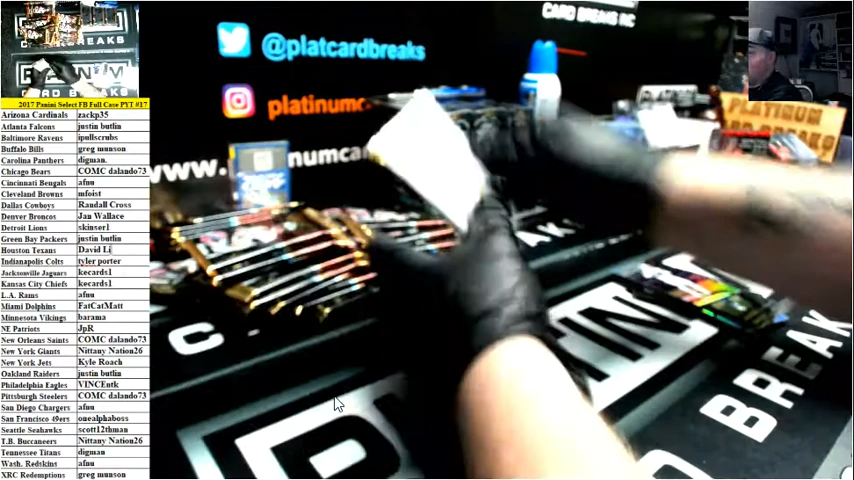 CARD BREAKS INC
@platcardbreaks
platinumc
www. inumcar
PLATINUM
BREAKS
2017 Panini Select FB Full Case PYT #17
Arizona Cardinals zackp35
Atlanta Falcons justin butlin
Baltimore Ravens ipullscrubs
Buffalo Bills greg munson
Carolina Panthers digman.
Chicago Bears COMC dalando73
Cincinnati Bengals afnu
Cleveland Browns mfoist
Dallas Cowboys Randall Cross
Denver Broncos Jan Wallace
Detroit Lions skinsor1
Green Bay Packers justin butlin
Houston Texans David Li
Indianapolis Colts tyler porter
Jacksonville Jaguars kecards1
Kansas City Chiefs kecards1
L.A. Rams afnu
Miami Dolphins FatCatMatt
Minnesota Vikings barama
NE Patriots JpR
New Orleans Saints COMC dalando73
New York Giants Nittany Nation26
New York Jets Kyle Roach
Oakland Raiders justin butlin
Philadelphia Eagles VINCEntk
Pittsburgh Steelers COMC dalando73
San Diego Chargers afnu
San Francisco 49ers onealphaboss
Seattle Seahawks scott12thman
T.B. Buccaneers Nittany Nation26
Tennessee Titans digman
Wash. Redskins afnu
XRC Redemptions greg munson